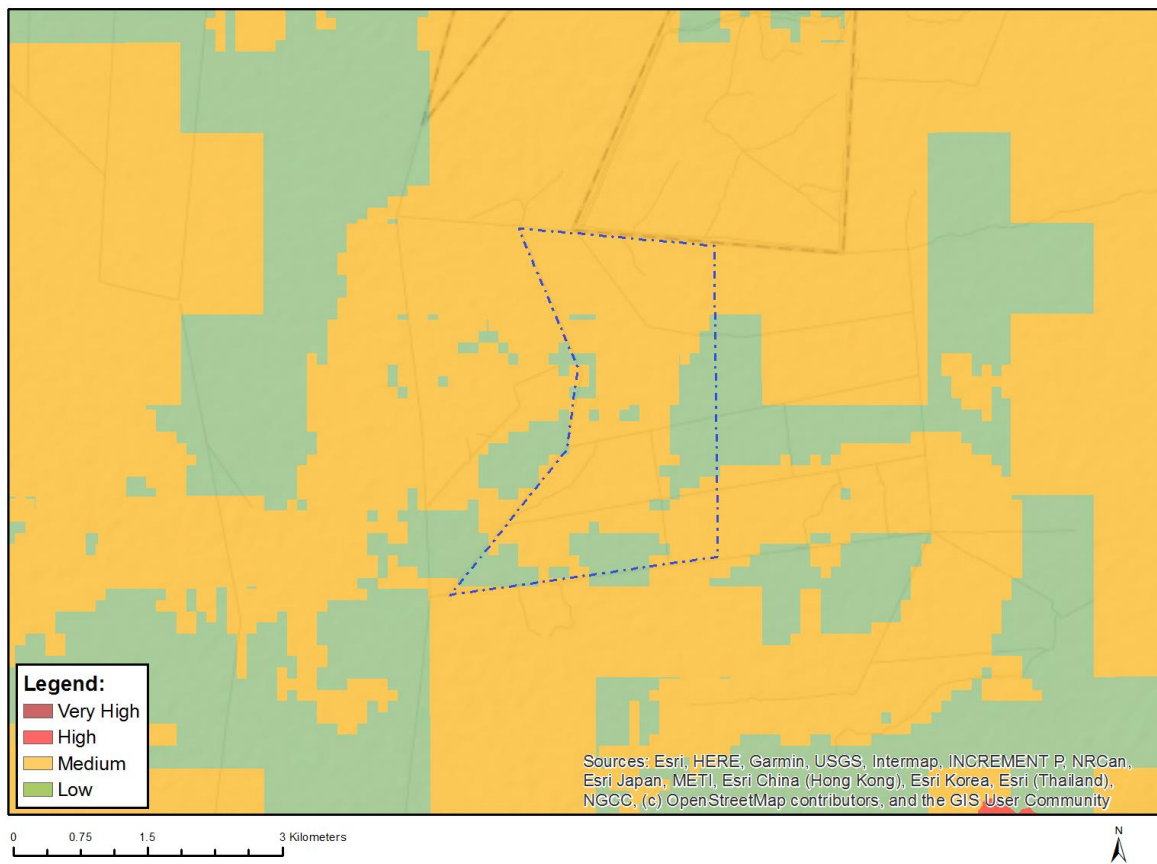 Legend:
Very High
High
Medium
Low
Sources: Esri, HERE, Garmin, USGS, Intermap, INCREMENT P, NRCan,
Esri Japan, METI, Esri China (Hong Kong), Esri Korea, Esri (Thailand),
NGCC, (c) OpenStreetMap contributors, and the GIS User Community
0 0.75 1.5 3 Kilometers
N